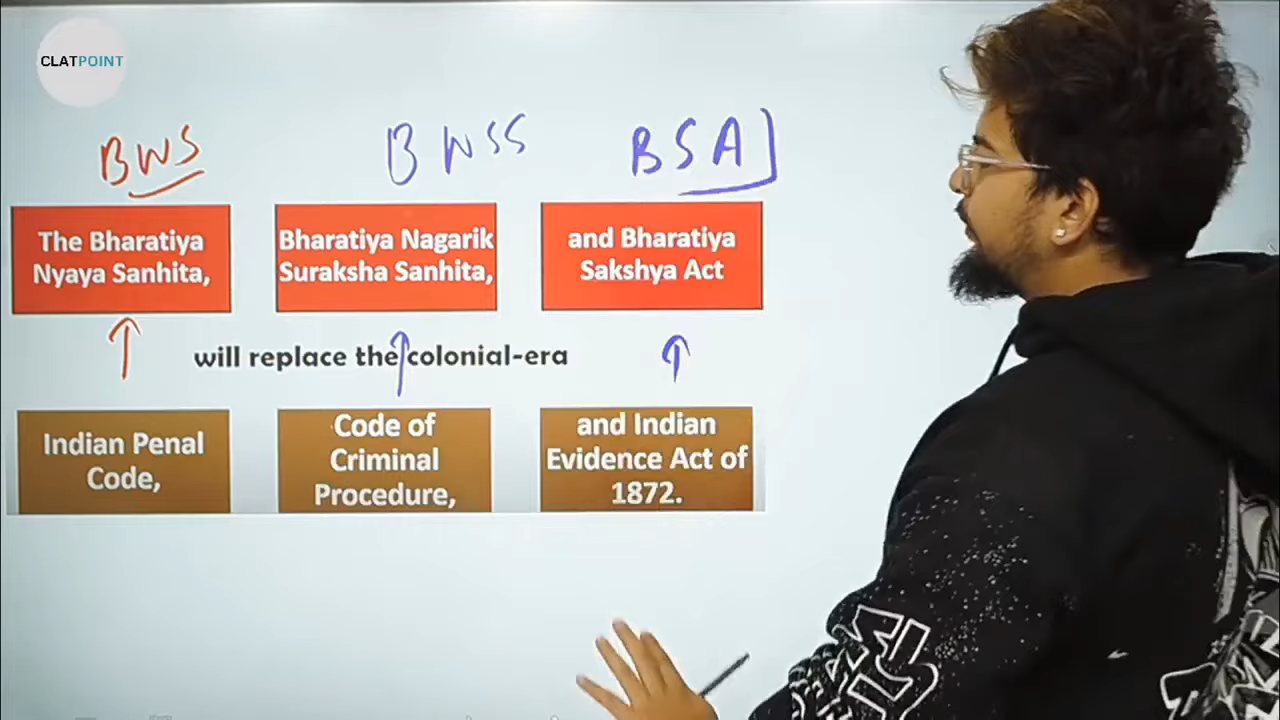 CLATPOINT
BNS
BNSS
BSA
The Bharatiya
Nyaya Sanhita,
Bharatiya Nagarik
Suraksha Sanhita,
and Bharatiya
Sakshya Act
will replace the colonial-era
Indian Penal
Code,
Code of
Criminal
Procedure,
and Indian
Evidence Act of
1872.